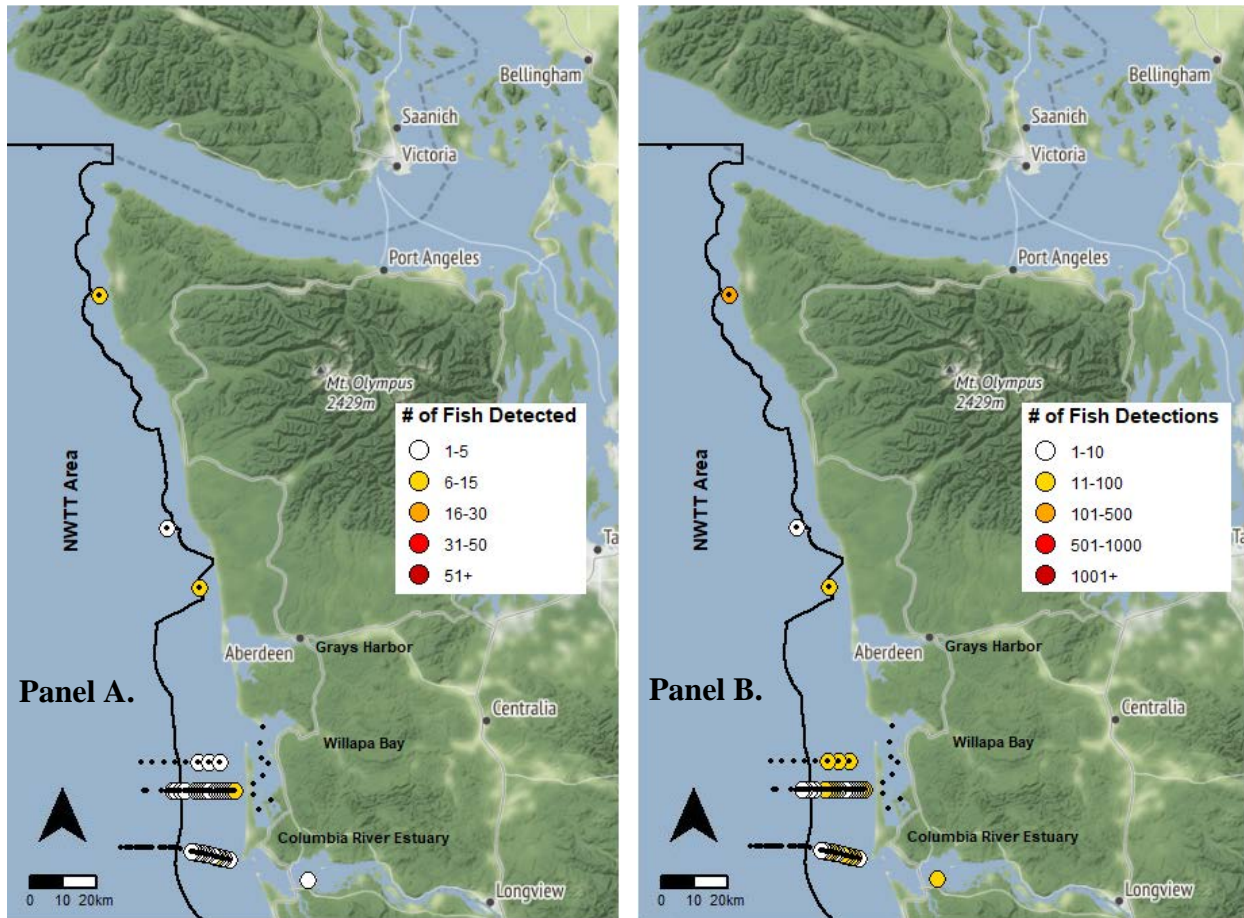 Bellingham
Saanich
Victoria
Port Angeles
Mt. Olympus
2429m
# of Fish Detected
1-5
6-15
16-30
31-50
51+
NWTT Area
Ta
Aberdeen
Grays Harbor
Panel A.
Centralia
Willapa Bay
Columbia River Estuary
0 10 20km
Longview
Bellingham
Saanich
Victoria
Port Angeles
Mt. Olympus
2429m
# of Fish Detections
1-10
11-100
101-500
501-1000
1001+
NWTT Area
Ta
Aberdeen
Grays Harbor
Panel B.
Centralia
Willapa Bay
Columbia River Estuary
0 10 20km
Longview